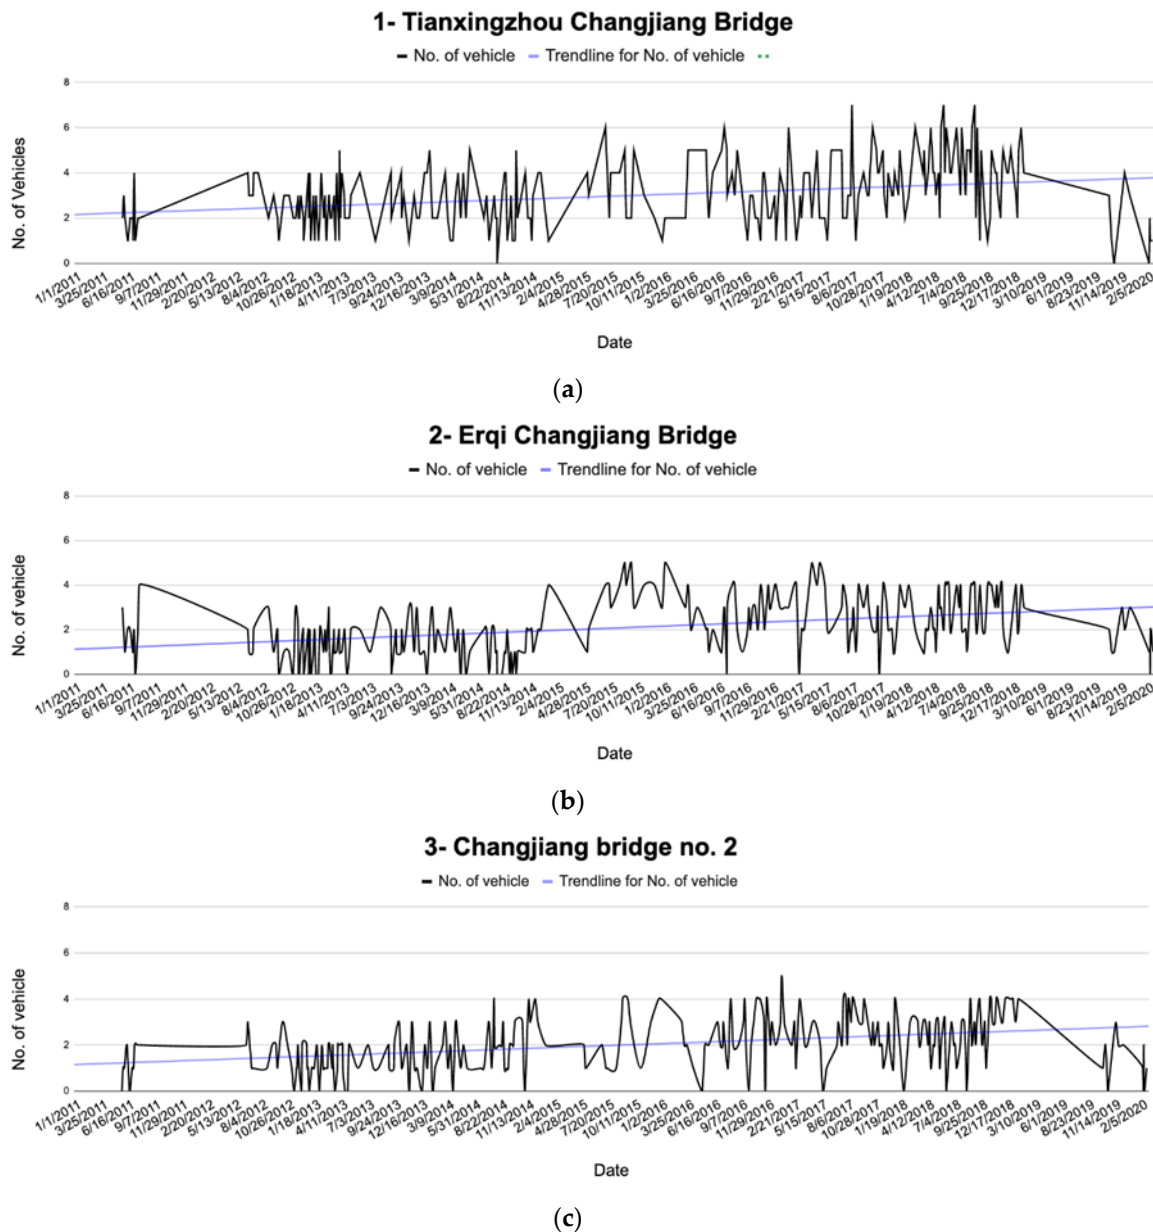 1- Tianxingzhou Changjiang Bridge
No. of vehicle Trendline for No. of vehicle
8
6
4
2
0
No. of Vehicles
1/1/2011 3/25/2011 6/16/2011 9/7/2011 11/29/2011 2/20/2012 5/13/2012 8/4/2012 10/26/2012 1/18/2013 4/11/2013 7/3/2013 9/24/2013 12/16/2013 3/9/2014 5/31/2014 8/22/2014 11/13/2014 2/4/2015 4/28/2015 7/20/2015 10/11/2015 1/2/2016 3/25/2016 6/16/2016 9/7/2016 11/29/2016 2/21/2017 5/15/2017 8/6/2017 10/28/2017 1/19/2018 4/12/2018 7/4/2018 9/25/2018 12/17/2018 3/10/2019 6/1/2019 8/23/2019 11/14/2019 2/5/2020
Date
(a)
2- Erqi Changjiang Bridge
No. of vehicle Trendline for No. of vehicle
8
6
4
2
0
No. of vehicle
1/1/2011 3/25/2011 6/16/2011 9/7/2011 11/29/2011 2/20/2012 5/13/2012 8/4/2012 10/26/2012 1/18/2013 4/11/2013 7/3/2013 9/24/2013 12/16/2013 3/9/2014 5/31/2014 8/22/2014 11/13/2014 2/4/2015 4/28/2015 7/20/2015 10/11/2015 1/2/2016 3/25/2016 6/16/2016 9/7/2016 11/29/2016 2/21/2017 5/15/2017 8/6/2017 10/28/2017 1/19/2018 4/12/2018 7/4/2018 9/25/2018 12/17/2018 3/10/2019 6/1/2019 8/23/2019 11/14/2019 2/5/2020
Date
(b)
3- Changjiang bridge no. 2
No. of vehicle Trendline for No. of vehicle
8
6
4
2
0
No. of vehicle
1/1/2011 3/25/2011 6/16/2011 9/7/2011 11/29/2011 2/20/2012 5/13/2012 8/4/2012 10/26/2012 1/18/2013 4/11/2013 7/3/2013 9/24/2013 12/16/2013 3/9/2014 5/31/2014 8/22/2014 11/13/2014 2/4/2015 4/28/2015 7/20/2015 10/11/2015 1/2/2016 3/25/2016 6/16/2016 9/7/2016 11/29/2016 2/21/2017 5/15/2017 8/6/2017 10/28/2017 1/19/2018 4/12/2018 7/4/2018 9/25/2018 12/17/2018 3/10/2019 6/1/2019 8/23/2019 11/14/2019 2/5/2020
Date
(c)